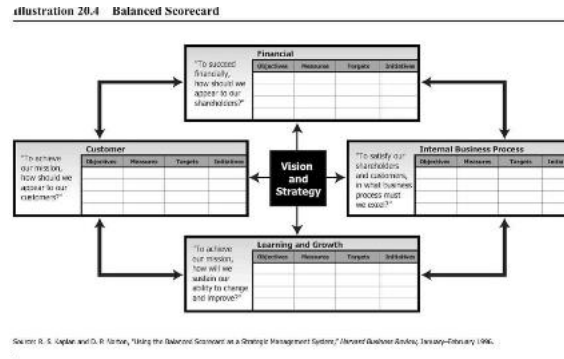 Illustration 20.4 Balanced Scorecard
Financial
"To succeed
financially,
how should we
appear to our
shareholders?"
Objectives Measures Targets Initiatives
Customer
"To achieve
our mission,
how should we
appear to our
customers?"
Objectives Measures Targets Initiatives
Vision
and
Strategy
Internal Business Process
"To satisfy our
shareholders
and customers,
in what business
process must
we excel?"
Objectives Measures Targets
Learning and Growth
"To achieve
our mission,
how will we
sustain our
ability to change
and improve?"
Objectives Measures Targets Initiatives
Source: R. S. Kaplan and D. P. Norton, "Using the Balanced Scorecard as a Strategic Management System," Harvard Business Review, January–February 1996.